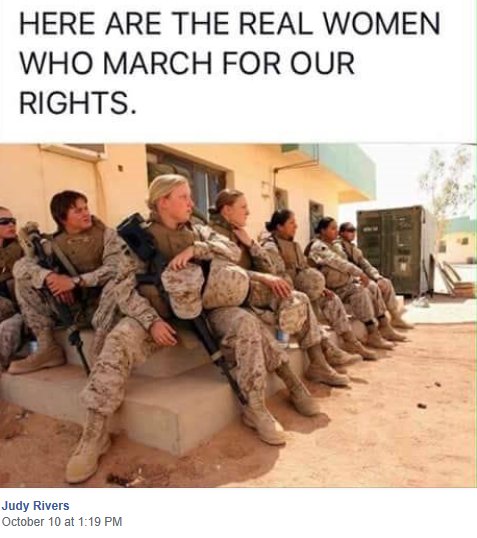 HERE ARE THE REAL WOMEN
WHO MARCH FOR OUR
RIGHTS.
Judy Rivers
October 10 at 1:19 PM